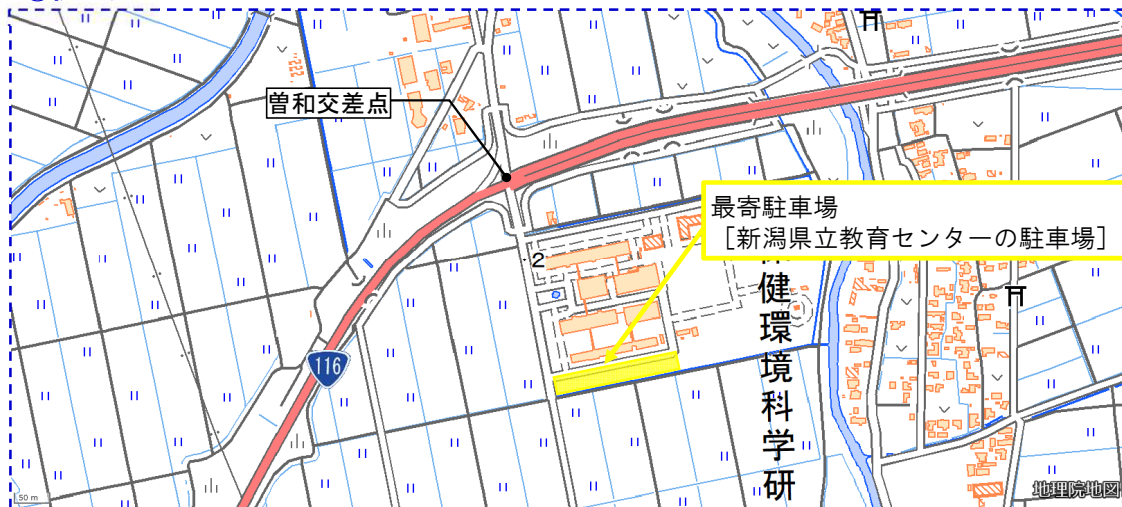 曽和交差点
最寄駐車場
［新潟県立教育センターの駐車場］
・2
健環境科学研
116
50 m
地理院地図